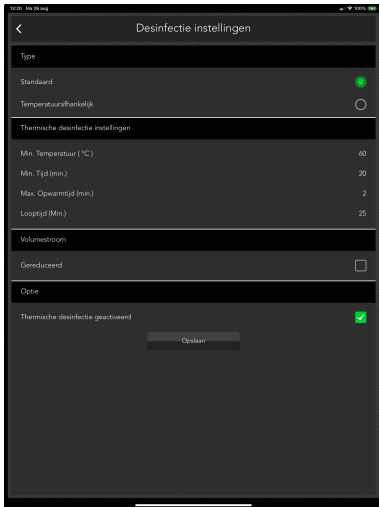 12:20 Ma 26 aug 100%
Desinfectie instellingen
Type
Standaard
Temperatuurafhankelijk
Thermische desinfectie instellingen
Min. Temperatuur ( °C ) 60
Min. Tijd (min.) 20
Max. Opwarmtijd (min.) 2
Looptijd (Min.) 25
Volumestroom
Gereduceerd
Optie
Thermische desinfectie geactiveerd
Opslaan